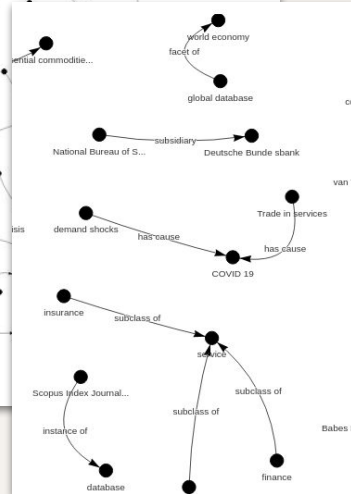 world economy
facet of
ential commoditie...
global database
subsidiary
National Bureau of S...
Deutsche Bunde sbank
van
Trade in services
isis
demand shocks
has cause
has cause
COVID 19
insurance
subclass of
service
Scopus Index Journal...
subclass of
subclass of
instance of
Babes
finance
database